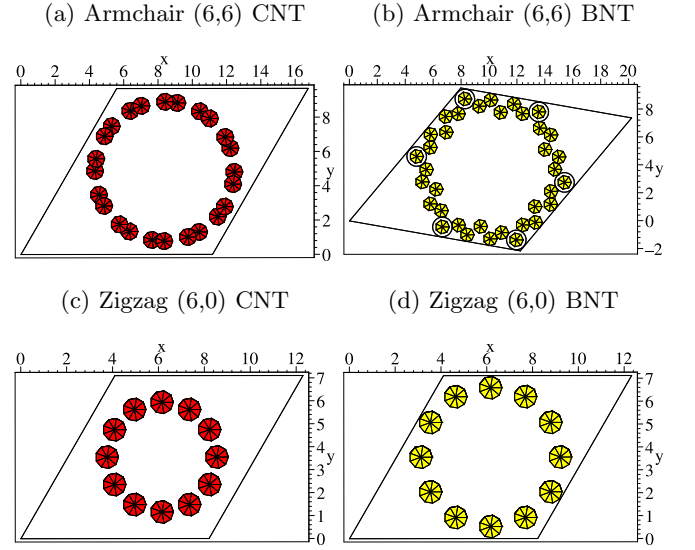 (a) Armchair (6,6) CNT
x
0 2 4 6 8 10 12 14 16
8
6
y
4
2
0
(b) Armchair (6,6) BNT
x
0 2 4 6 8 10 12 14 16 18 20
8
6
4
y
2
0
−2
(c) Zigzag (6,0) CNT
x
0 2 4 6 8 10 12
7
6
5
4
y
3
2
1
0
(d) Zigzag (6,0) BNT
x
0 2 4 6 8 10 12
7
6
5
4
y
3
2
1
0